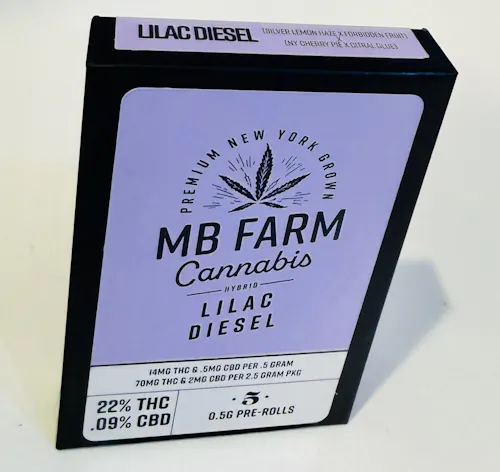 LILAC DIESEL (SILVER LEMON HAZE X FORBIDDEN FRUIT)
X
(NY CHERRY PIE X CITRAL GLUE)
PREMIUM NEW YORK GROWN
MB FARM
Cannabis
HYBRID
LILAC
DIESEL
14MG THC & .5MG CBD PER .5 GRAM
70MG THC & 2MG CBD PER 2.5 GRAM PKG
22% THC
.09% CBD
· 5 ·
0.5G PRE-ROLLS